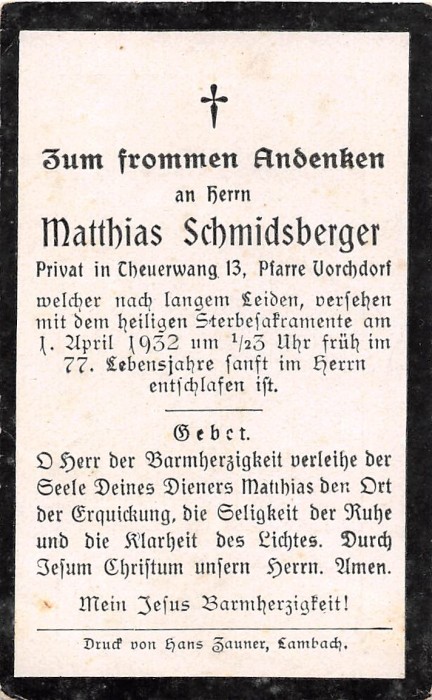 Zum frommen Andenken
an Herrn
Matthias Schmidsberger
Privat in Theuerwang 13, Pfarre Vorchdorf
welcher nach langem Leiden, versehen
mit dem heiligen Sterbesakramente am
1. April 1932 um 1/23 Uhr früh im
77. Lebensjahre sanft im Herrn
entschlafen ist.
Gebet.
O Herr der Barmherzigkeit verleihe der
Seele Deines Dieners Matthias den Ort
der Erquickung, die Seligkeit der Ruhe
und die Klarheit des Lichtes. Durch
Jesum Christum unsern Herrn. Amen.
Mein Jesus Barmherzigkeit!
Druck von Hans Zauner, Lambach.